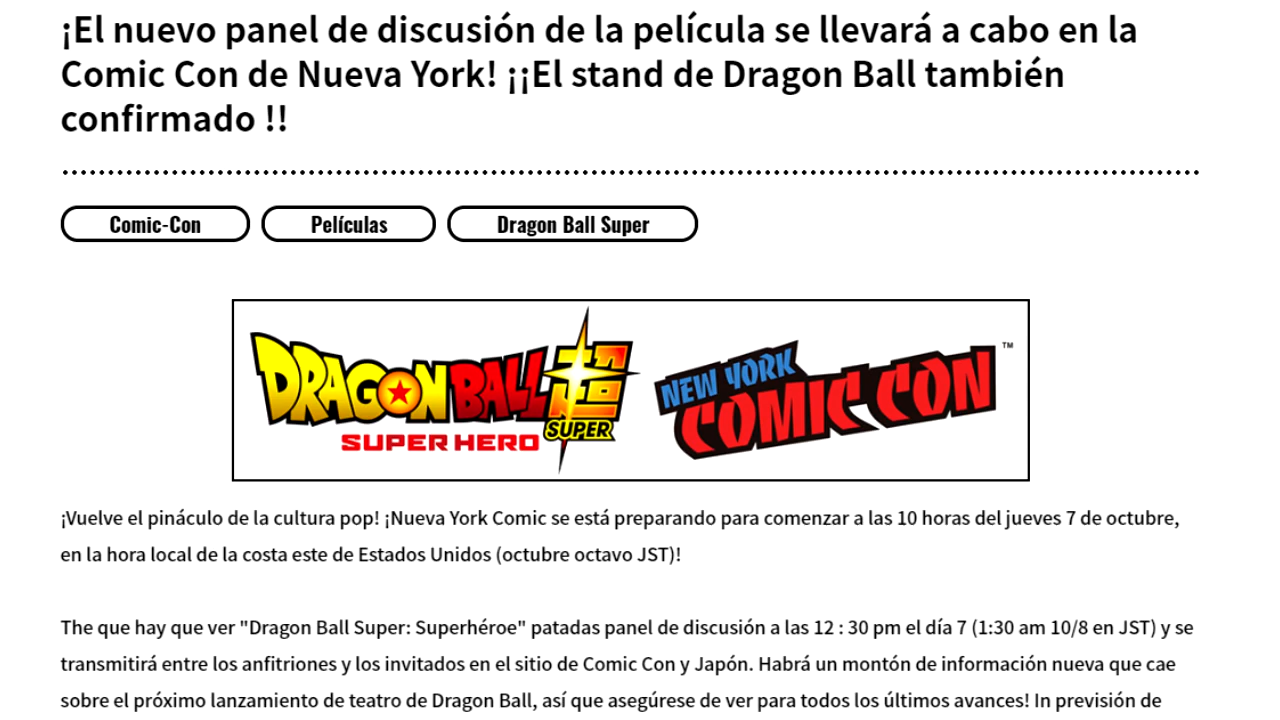 ¡El nuevo panel de discusión de la película se llevará a cabo en la
Comic Con de Nueva York! ¡¡El stand de Dragon Ball también
confirmado !!
Comic-Con Películas Dragon Ball Super
DRAGON BALL超 SUPER
SUPER HERO
NEW YORK
COMIC CON ™
¡Vuelve el pináculo de la cultura pop! ¡Nueva York Comic se está preparando para comenzar a las 10 horas del jueves 7 de octubre,
en la hora local de la costa este de Estados Unidos (octubre octavo JST)!
The que hay que ver "Dragon Ball Super: Superhéroe" patadas panel de discusión a las 12 : 30 pm el día 7 (1:30 am 10/8 en JST) y se
transmitirá entre los anfitriones y los invitados en el sitio de Comic Con y Japón. Habrá un montón de información nueva que cae
sobre el próximo lanzamiento de teatro de Dragon Ball, así que asegúrese de ver para todos los últimos avances! In previsión de